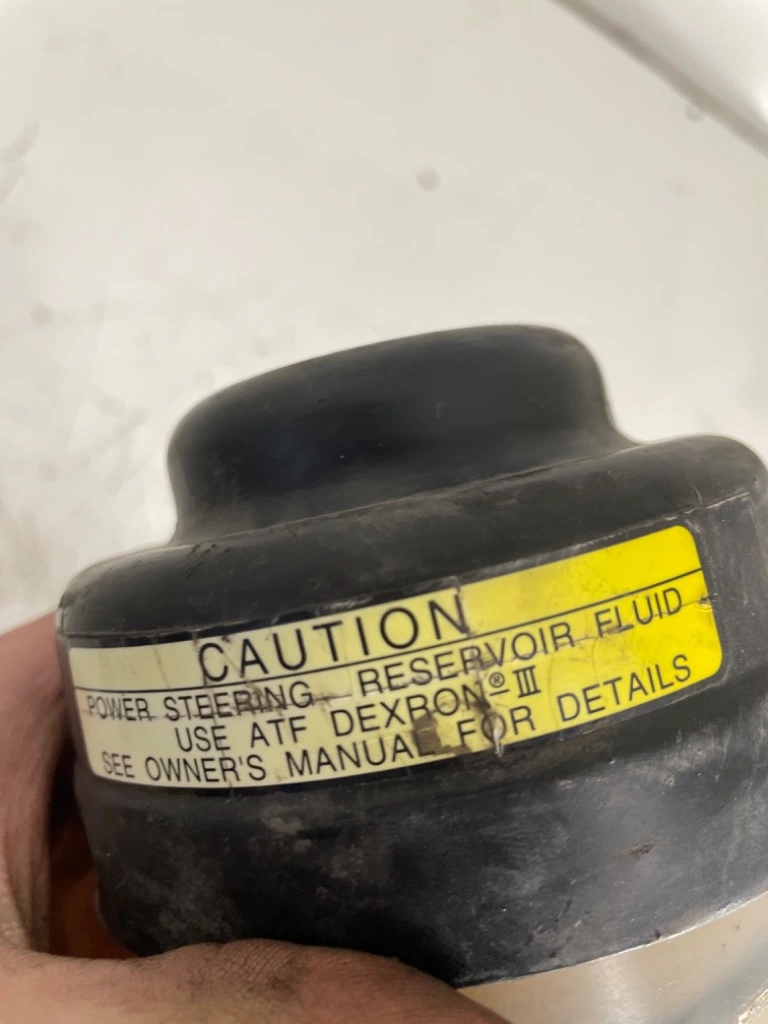 CAUTION
POWER STEERING RESERVOIR FLUID
USE ATF DEXRON® III
SEE OWNER'S MANUAL FOR DETAILS